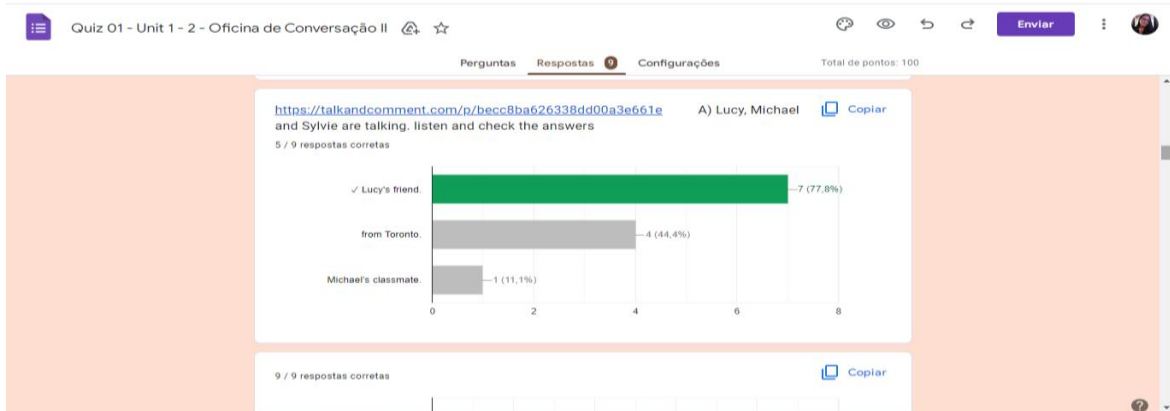 Quiz 01 - Unit 1 - 2 - Oficina de Conversação II
Enviar
Perguntas Respostas 9 Configurações Total de pontos: 100
https://talkandcomment.com/p/becc8ba626338dd00a3e661e A) Lucy, Michael
and Sylvie are talking. listen and check the answers
Copiar
5 / 9 respostas corretas
✓ Lucy's friend. 7 (77,8%)
from Toronto. 4 (44,4%)
Michael's classmate. 1 (11,1%)
0 2 4 6 8
9 / 9 respostas corretas
Copiar